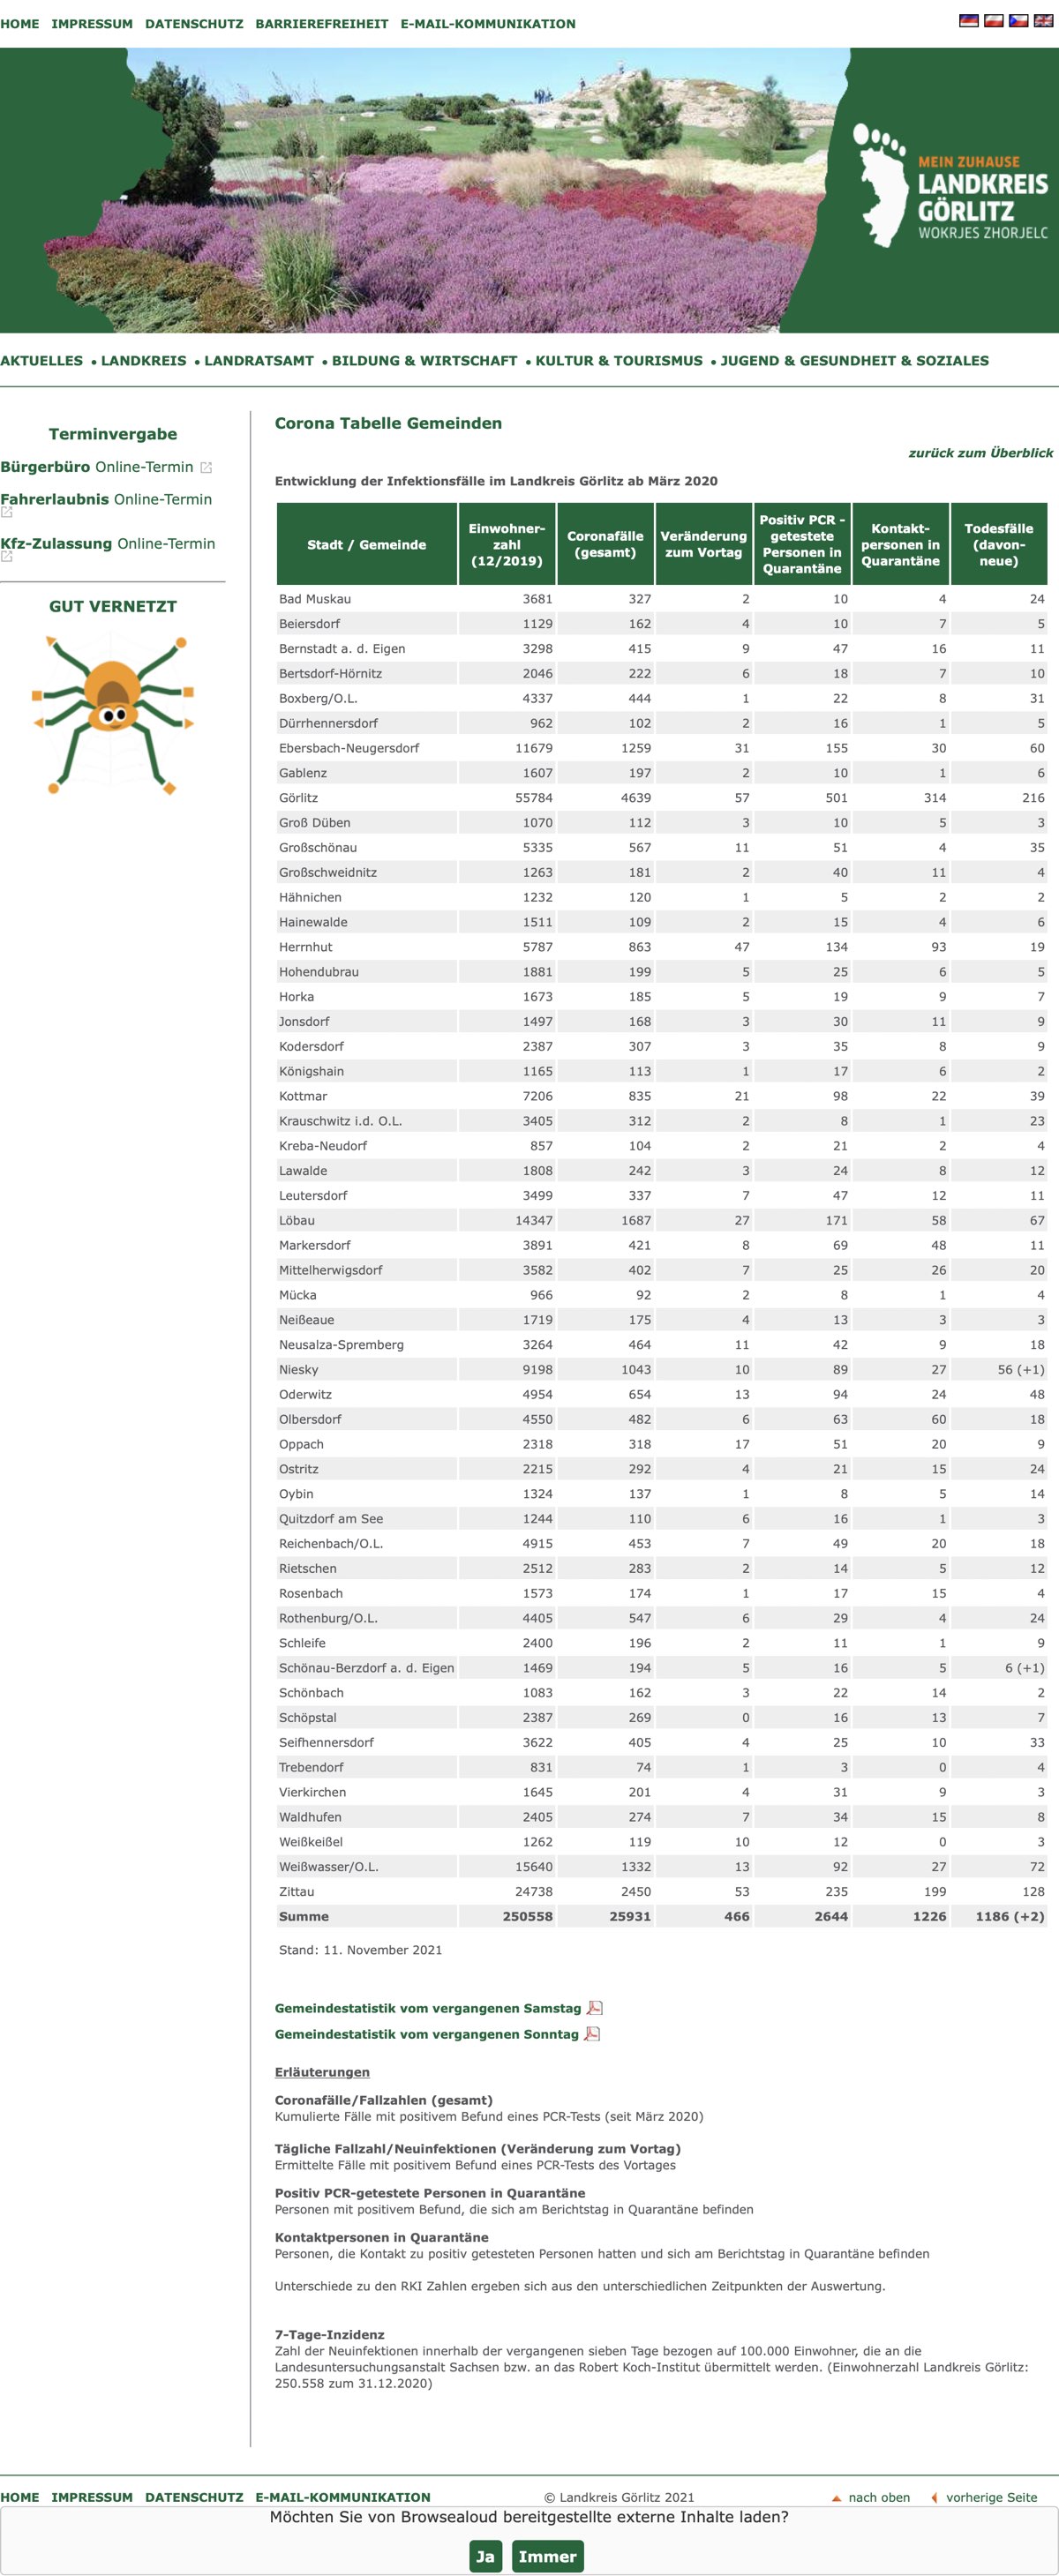 HOME IMPRESSUM DATENSCHUTZ BARRIEREFREIHEIT E-MAIL-KOMMUNIKATION
MEIN ZUHAUSE
LANDKREIS
GÖRLITZ
WOKRJES ZHORJELC
AKTUELLES • LANDKREIS • LANDRATSAMT • BILDUNG & WIRTSCHAFT • KULTUR & TOURISMUS • JUGEND & GESUNDHEIT & SOZIALES
Terminvergabe
Bürgerbüro Online-Termin
Fahrerlaubnis Online-Termin
Kfz-Zulassung Online-Termin
GUT VERNETZT
Corona Tabelle Gemeinden
zurück zum Überblick
Entwicklung der Infektionsfälle im Landkreis Görlitz ab März 2020
Stadt / Gemeinde
Einwohner-
zahl
(12/2019)
Coronafälle
(gesamt)
Veränderung
zum Vortag
Positiv PCR -
getestete
Personen in
Quarantäne
Kontakt-
personen in
Quarantäne
Todesfälle
(davon-
neue)
Bad Muskau 3681 327 2 10 4 24
Beiersdorf 1129 162 4 10 7 5
Bernstadt a. d. Eigen 3298 415 9 47 16 11
Bertsdorf-Hörnitz 2046 222 6 18 7 10
Boxberg/O.L. 4337 444 1 22 8 31
Dürrhennersdorf 962 102 2 16 1 5
Ebersbach-Neugersdorf 11679 1259 31 155 30 60
Gablenz 1607 197 2 10 1 6
Görlitz 55784 4639 57 501 314 216
Groß Düben 1070 112 3 10 5 3
Großschönau 5335 567 11 51 4 35
Großschweidnitz 1263 181 2 40 11 4
Hähnichen 1232 120 1 5 2 2
Hainewalde 1511 109 2 15 4 6
Herrnhut 5787 863 47 134 93 19
Hohendubrau 1881 199 5 25 6 5
Horka 1673 185 5 19 9 7
Jonsdorf 1497 168 3 30 11 9
Kodersdorf 2387 307 3 35 8 9
Königshain 1165 113 1 17 6 2
Kottmar 7206 835 21 98 22 39
Krauschwitz i.d. O.L. 3405 312 2 8 1 23
Kreba-Neudorf 857 104 2 21 2 4
Lawalde 1808 242 3 24 8 12
Leutersdorf 3499 337 7 47 12 11
Löbau 14347 1687 27 171 58 67
Markersdorf 3891 421 8 69 48 11
Mittelherwigsdorf 3582 402 7 25 26 20
Mücka 966 92 2 8 1 4
Neißeaue 1719 175 4 13 3 3
Neusalza-Spremberg 3264 464 11 42 9 18
Niesky 9198 1043 10 89 27 56 (+1)
Oderwitz 4954 654 13 94 24 48
Olbersdorf 4550 482 6 63 60 18
Oppach 2318 318 17 51 20 9
Ostritz 2215 292 4 21 15 24
Oybin 1324 137 1 8 5 14
Quitzdorf am See 1244 110 6 16 1 3
Reichenbach/O.L. 4915 453 7 49 20 18
Rietschen 2512 283 2 14 5 12
Rosenbach 1573 174 1 17 15 4
Rothenburg/O.L. 4405 547 6 29 4 24
Schleife 2400 196 2 11 1 9
Schönau-Berzdorf a. d. Eigen 1469 194 5 16 5 6 (+1)
Schönbach 1083 162 3 22 14 2
Schöpstal 2387 269 0 16 13 7
Seifhennersdorf 3622 405 4 25 10 33
Trebendorf 831 74 1 3 0 4
Vierkirchen 1645 201 4 31 9 3
Waldhufen 2405 274 7 34 15 8
Weißkeißel 1262 119 10 12 0 3
Weißwasser/O.L. 15640 1332 13 92 27 72
Zittau 24738 2450 53 235 199 128
Summe 250558 25931 466 2644 1226 1186 (+2)
Stand: 11. November 2021
Gemeindestatistik vom vergangenen Samstag
Gemeindestatistik vom vergangenen Sonntag
Erläuterungen
Coronafälle/Fallzahlen (gesamt)
Kumulierte Fälle mit positivem Befund eines PCR-Tests (seit März 2020)
Tägliche Fallzahl/Neuinfektionen (Veränderung zum Vortag)
Ermittelte Fälle mit positivem Befund eines PCR-Tests des Vortages
Positiv PCR-getestete Personen in Quarantäne
Personen mit positivem Befund, die sich am Berichtstag in Quarantäne befinden
Kontaktpersonen in Quarantäne
Personen, die Kontakt zu positiv getesteten Personen hatten und sich am Berichtstag in Quarantäne befinden
Unterschiede zu den RKI Zahlen ergeben sich aus den unterschiedlichen Zeitpunkten der Auswertung.
7-Tage-Inzidenz
Zahl der Neuinfektionen innerhalb der vergangenen sieben Tage bezogen auf 100.000 Einwohner, die an die
Landesuntersuchungsanstalt Sachsen bzw. an das Robert Koch-Institut übermittelt werden. (Einwohnerzahl Landkreis Görlitz:
250.558 zum 31.12.2020)
HOME IMPRESSUM DATENSCHUTZ E-MAIL-KOMMUNIKATION © Landkreis Görlitz 2021 nach oben vorherige Seite
Möchten Sie von Browsealoud bereitgestellte externe Inhalte laden?
Ja Immer